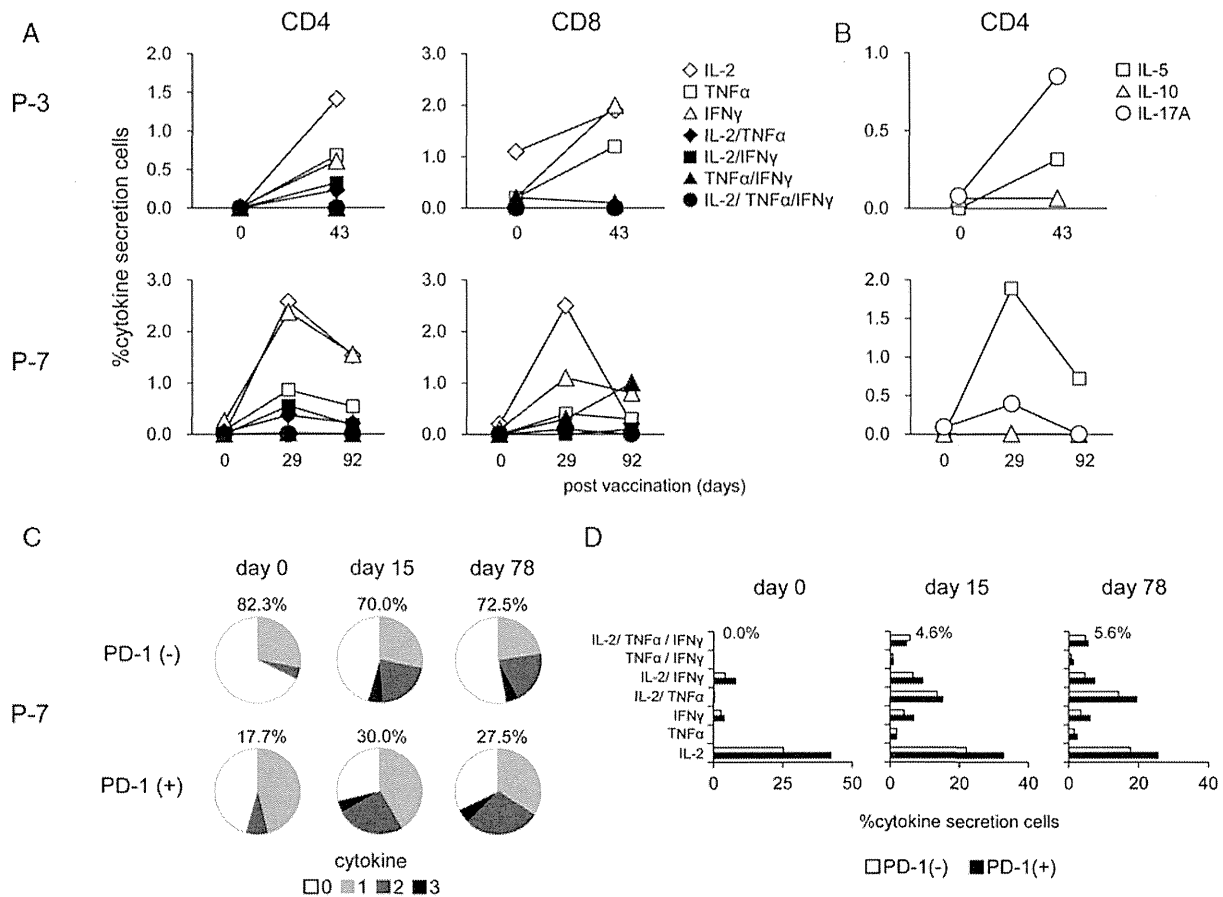 A
CD4
CD8
B
CD4
P-3
%cytokine secretion cells
2.0
1.5
1.0
0.5
0.0
0
43
3.0
2.0
1.0
0.0
0
43
IL-2
TNFα
IFNγ
IL-2/TNFα
IL-2/IFNγ
TNFα/IFNγ
IL-2/ TNFα/IFNγ
1.0
0.5
0.0
0
43
IL-5
IL-10
IL-17A
P-7
3.0
2.0
1.0
0.0
0
29
92
3.0
2.0
1.0
0.0
0
29
92
2.0
1.5
1.0
0.5
0.0
0
29
92
post vaccination (days)
C
day 0
day 15
day 78
82.3%
70.0%
72.5%
PD-1 (-)
P-7
17.7%
30.0%
27.5%
PD-1 (+)
cytokine
0 1 2 3
D
day 0
day 15
day 78
IL-2/ TNFα / IFNγ
TNFα / IFNγ
IL-2/ IFNγ
IL-2/ TNFα
IFNγ
TNFα
IL-2
0.0%
4.6%
5.6%
0 25 50
0 20 40
0 20 40
%cytokine secretion cells
PD-1(-) PD-1(+)